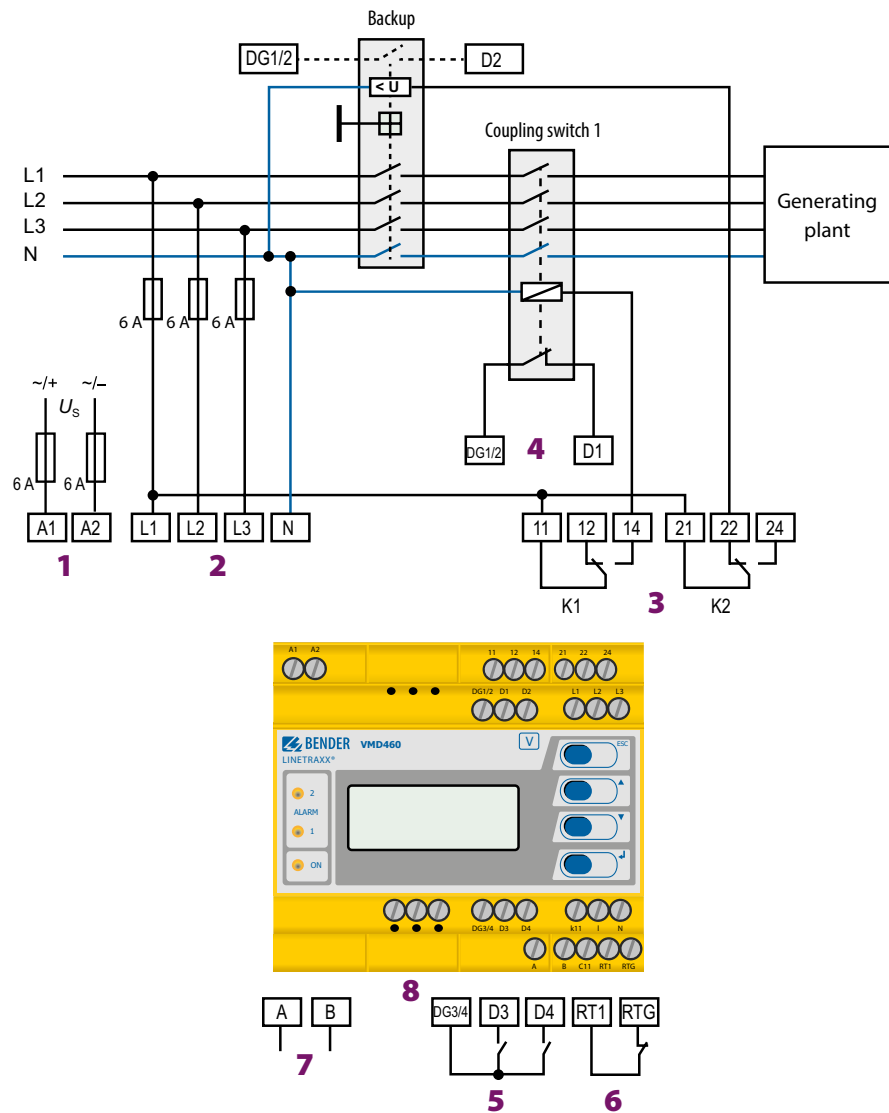 Backup
DG1/2
D2
< U
Coupling switch 1
L1
L2
L3
N
Generating
plant
6 A
6 A
6 A
~/+
~/–
U_S
6 A
6 A
DG1/2
4
D1
A1
A2
L1
L2
L3
N
11
12
14
21
22
24
1
2
K1
3
K2
A1 A2
11 12 14
21 22 24
DG1/2 D1 D2
L1 L2 L3
BENDER VMD460
V
ESC
LINETRAXX®
2
ALARM
1
ON
▲
▼
DG3/4 D3 D4
k11 I N
A
B C11 RT1 RTG
8
A
B
DG3/4
D3
D4
RT1
RTG
7
5
6